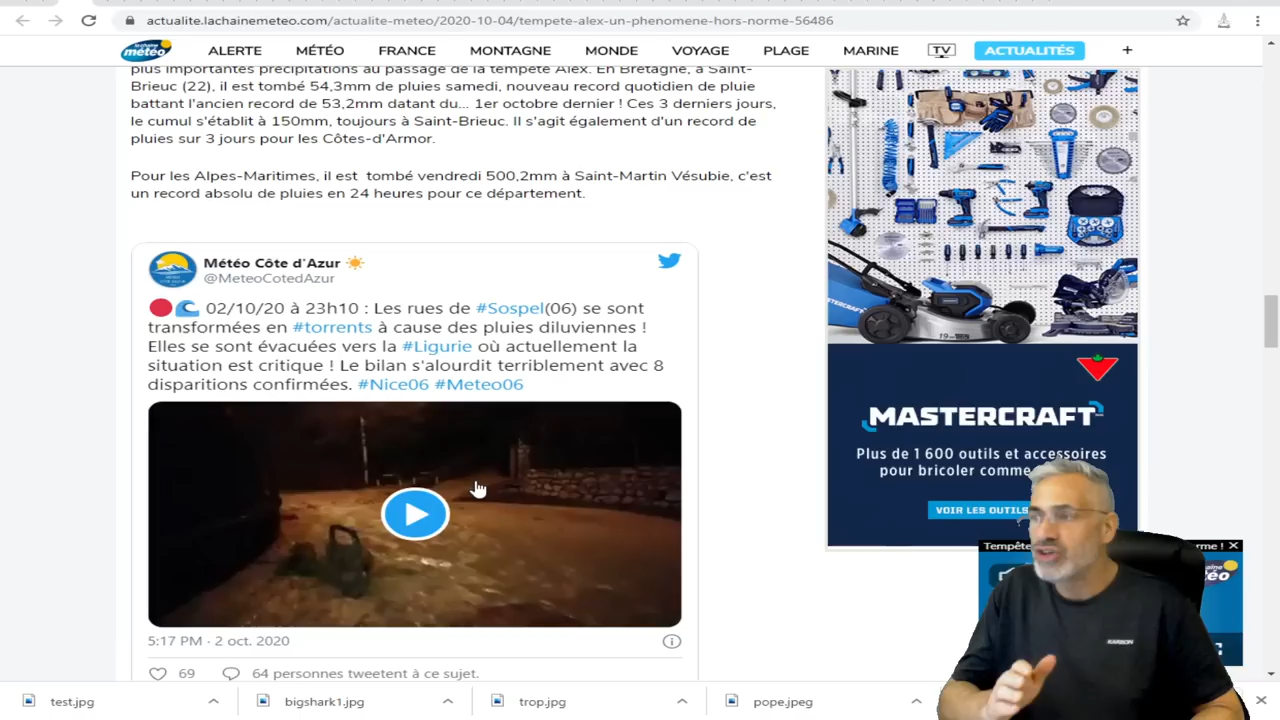 actualite.lachainemeteo.com/actualite-meteo/2020-10-04/tempete-alex-un-phenomene-hors-norme-56486
la chaîne
météo
ALERTE MÉTÉO FRANCE MONTAGNE MONDE VOYAGE PLAGE MARINE TV ACTUALITÉS +
plus importantes précipitations au passage de la tempête Alex. En Bretagne, à Saint-
Brieuc (22), il est tombé 54,3mm de pluies samedi, nouveau record quotidien de pluie
battant l'ancien record de 53,2mm datant du... 1er octobre dernier ! Ces 3 derniers jours,
le cumul s'établit à 150mm, toujours à Saint-Brieuc. Il s'agit également d'un record de
pluies sur 3 jours pour les Côtes-d'Armor.
Pour les Alpes-Maritimes, il est tombé vendredi 500,2mm à Saint-Martin Vésubie, c'est
un record absolu de pluies en 24 heures pour ce département.
Météo Côte d'Azur
@MeteoCotedAzur
02/10/20 à 23h10 : Les rues de #Sospel(06) se sont
transformées en #torrents à cause des pluies diluviennes !
Elles se sont évacuées vers la #Ligurie où actuellement la
situation est critique ! Le bilan s'alourdit terriblement avec 8
disparitions confirmées. #Nice06 #Meteo06
5:17 PM · 2 oct. 2020
69 64 personnes tweetent à ce sujet.
MASTERCRAFT
Plus de 1 600 outils et accessoires
pour bricoler comme
VOIR LES OUTILS
Tempête
rme !
KARBON
test.jpg bigshark1.jpg trop.jpg pope.jpeg